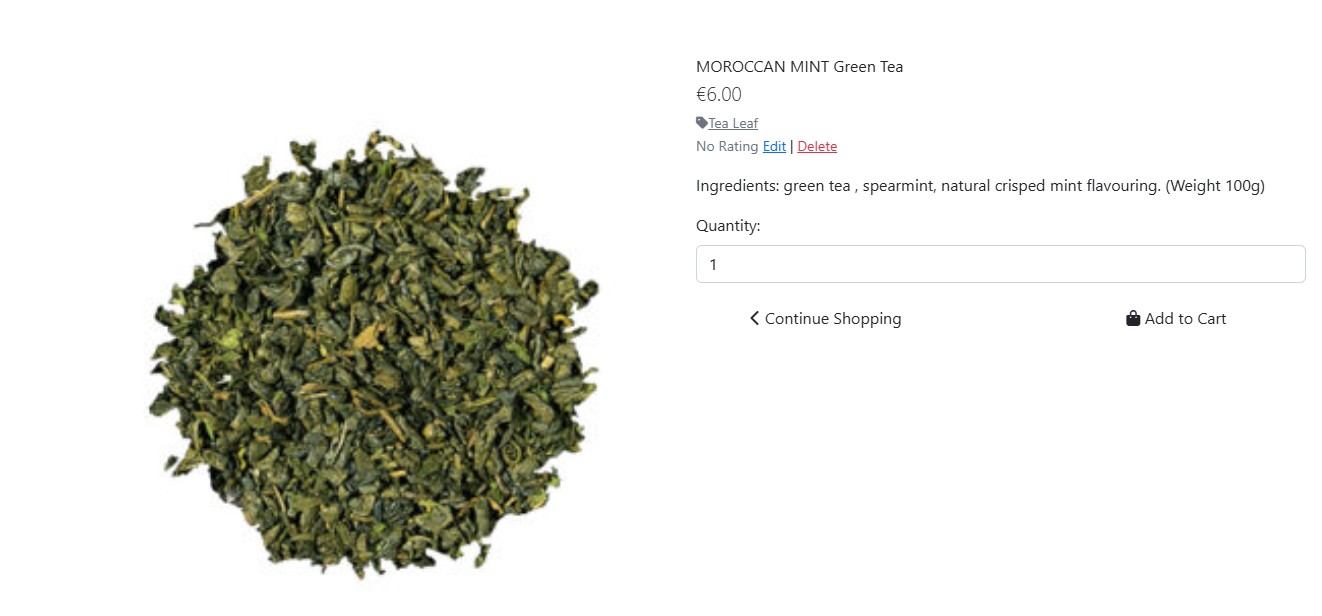 MOROCCAN MINT Green Tea
€6.00
Tea Leaf
No Rating Edit | Delete
Ingredients: green tea , spearmint, natural crisped mint flavouring. (Weight 100g)
Quantity:
1
Continue Shopping
Add to Cart